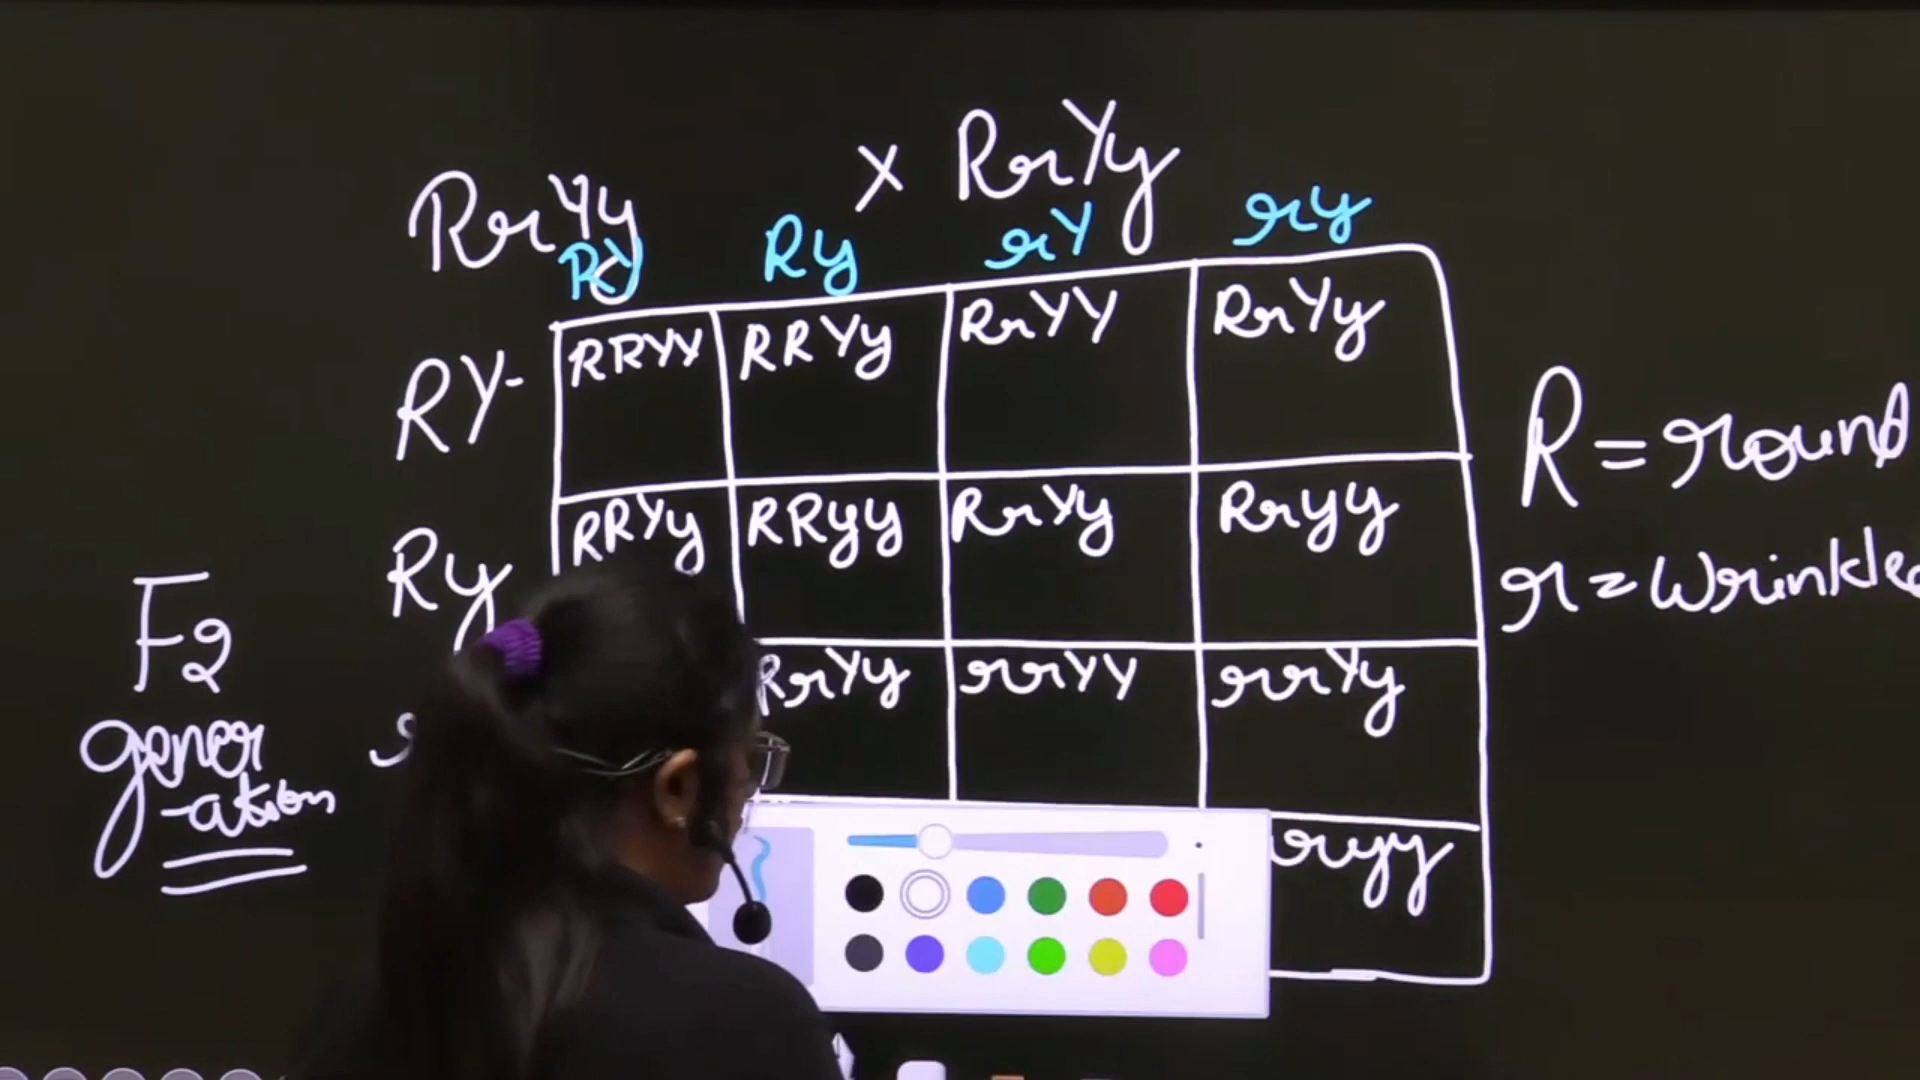 RrYy x RrYy
RY Ry rY ry
RY- RRYY RRYy RrYY RrYy
R = round
Ry RRYy RRyy RrYy Rryy
r = Wrinkled
F2
gener
-ation
RrYy rrYY rrYy
rryy